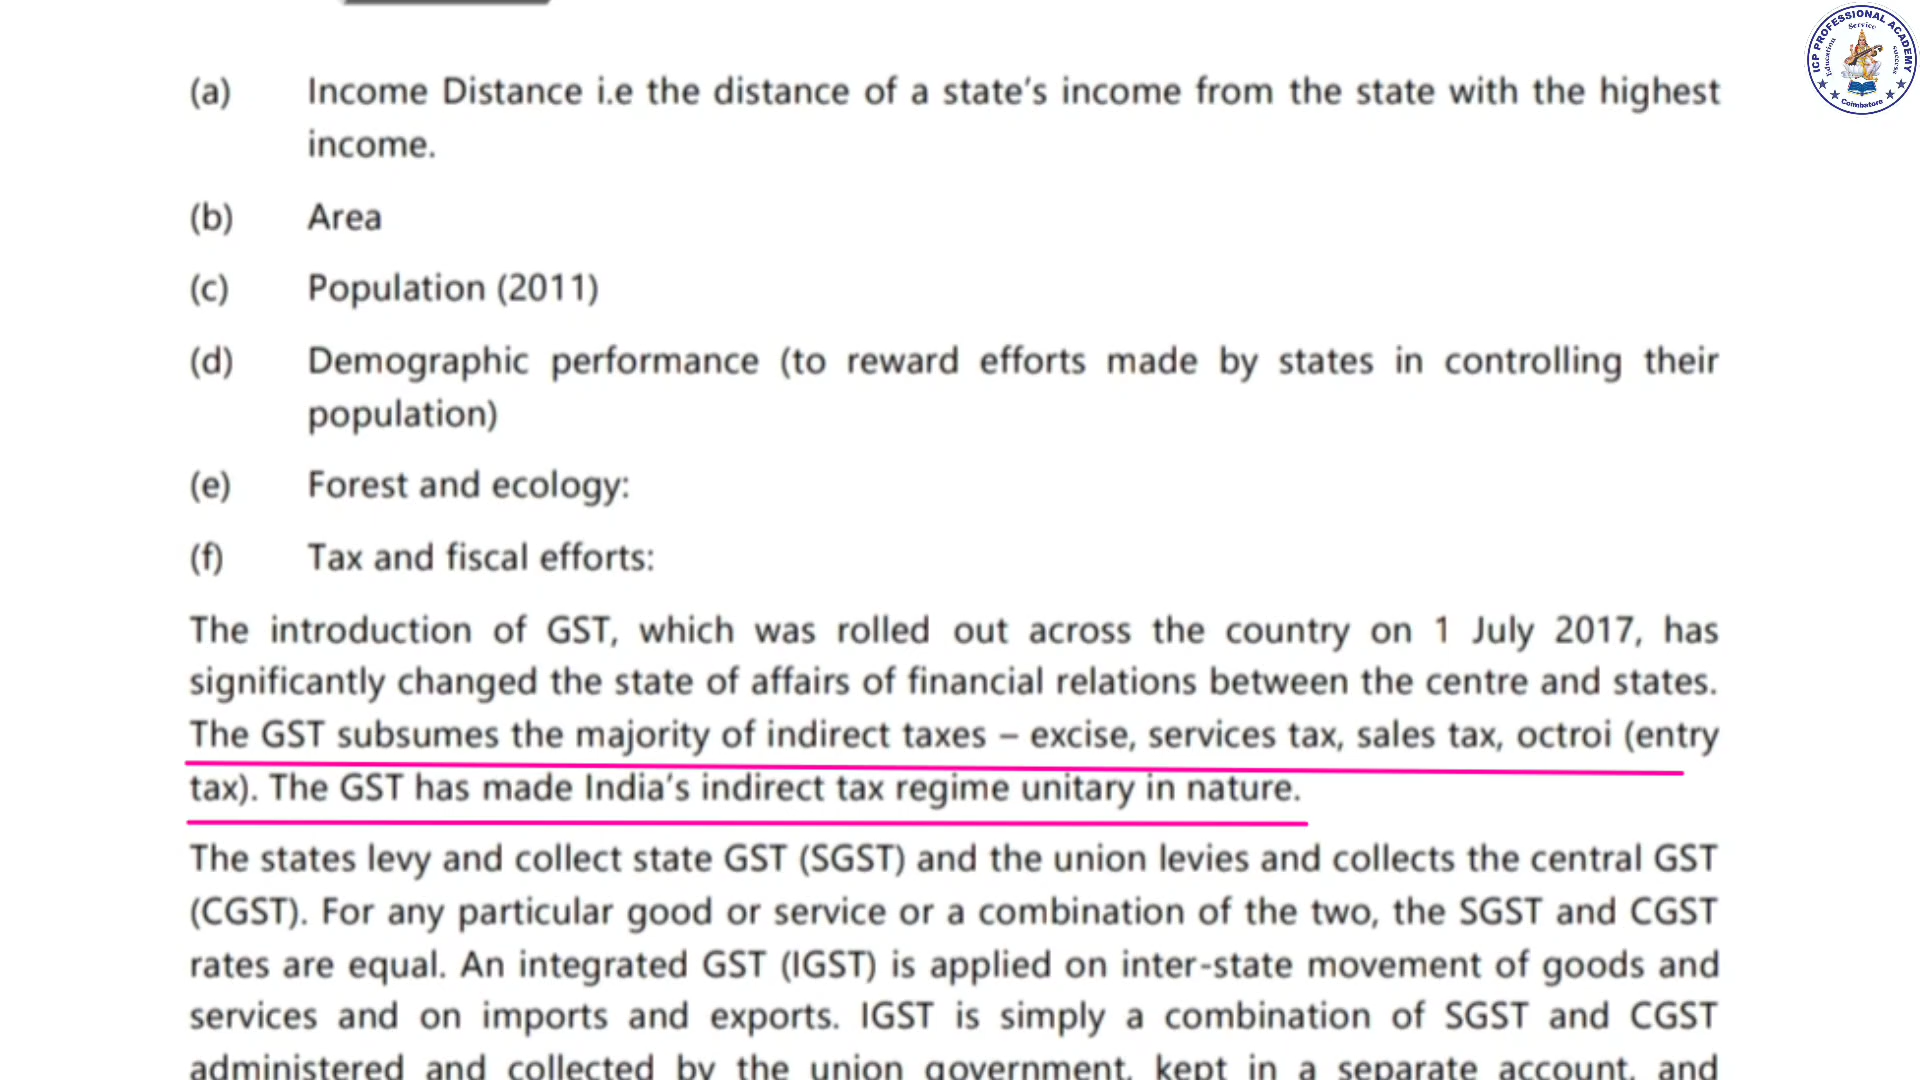 (a) Income Distance i.e the distance of a state's income from the state with the highest
income.
(b) Area
(c) Population (2011)
(d) Demographic performance (to reward efforts made by states in controlling their
population)
(e) Forest and ecology:
(f) Tax and fiscal efforts:
The introduction of GST, which was rolled out across the country on 1 July 2017, has
significantly changed the state of affairs of financial relations between the centre and states.
The GST subsumes the majority of indirect taxes – excise, services tax, sales tax, octroi (entry
tax). The GST has made India's indirect tax regime unitary in nature.
The states levy and collect state GST (SGST) and the union levies and collects the central GST
(CGST). For any particular good or service or a combination of the two, the SGST and CGST
rates are equal. An integrated GST (IGST) is applied on inter-state movement of goods and
services and on imports and exports. IGST is simply a combination of SGST and CGST
administered and collected by the union government, kept in a separate account, and
ICP PROFESSIONAL ACADEMY
Service
Education
success
Coimbatore